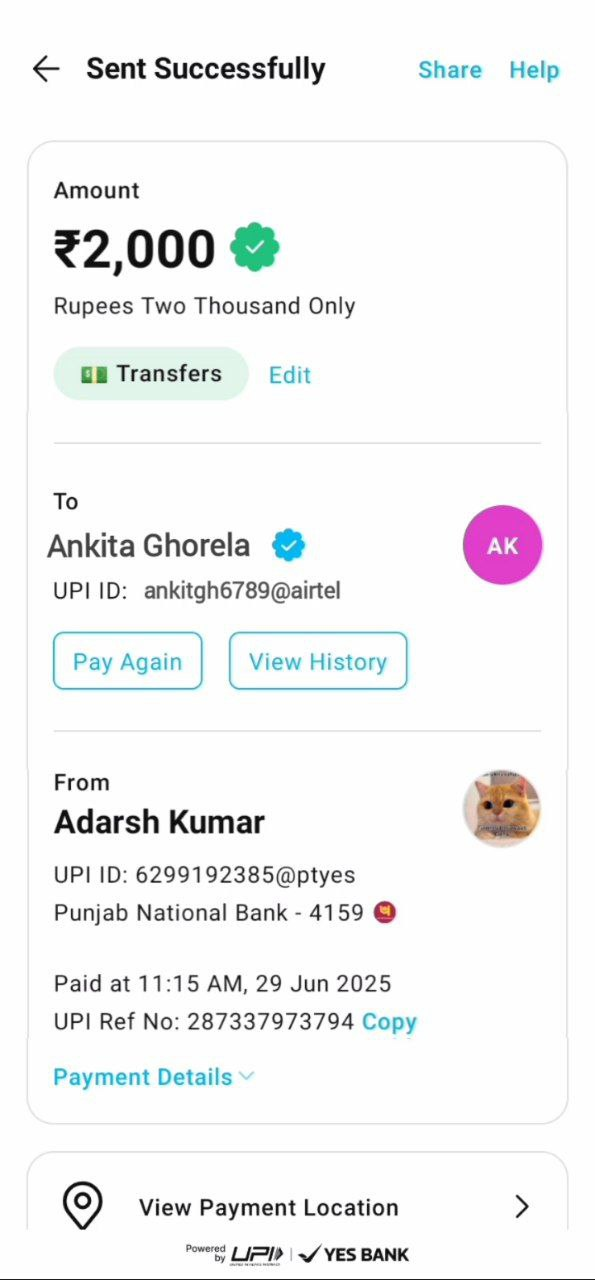 Sent Successfully Share Help
Amount
₹2,000
Rupees Two Thousand Only
Transfers Edit
To
Ankita Ghorela
AK
UPI ID: ankitgh6789@airtel
Pay Again View History
From
Adarsh Kumar
UPI ID: 6299192385@ptyes
Punjab National Bank - 4159
Paid at 11:15 AM, 29 Jun 2025
UPI Ref No: 287337973794 Copy
Payment Details
View Payment Location
Powered by UPI | YES BANK